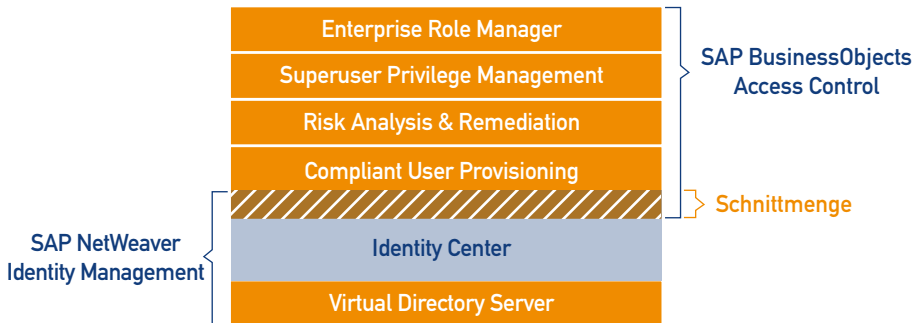 Enterprise Role Manager
Superuser Privilege Management
Risk Analysis & Remediation
Compliant User Provisioning
SAP BusinessObjects
Access Control
Schnittmenge
SAP NetWeaver
Identity Management
Identity Center
Virtual Directory Server